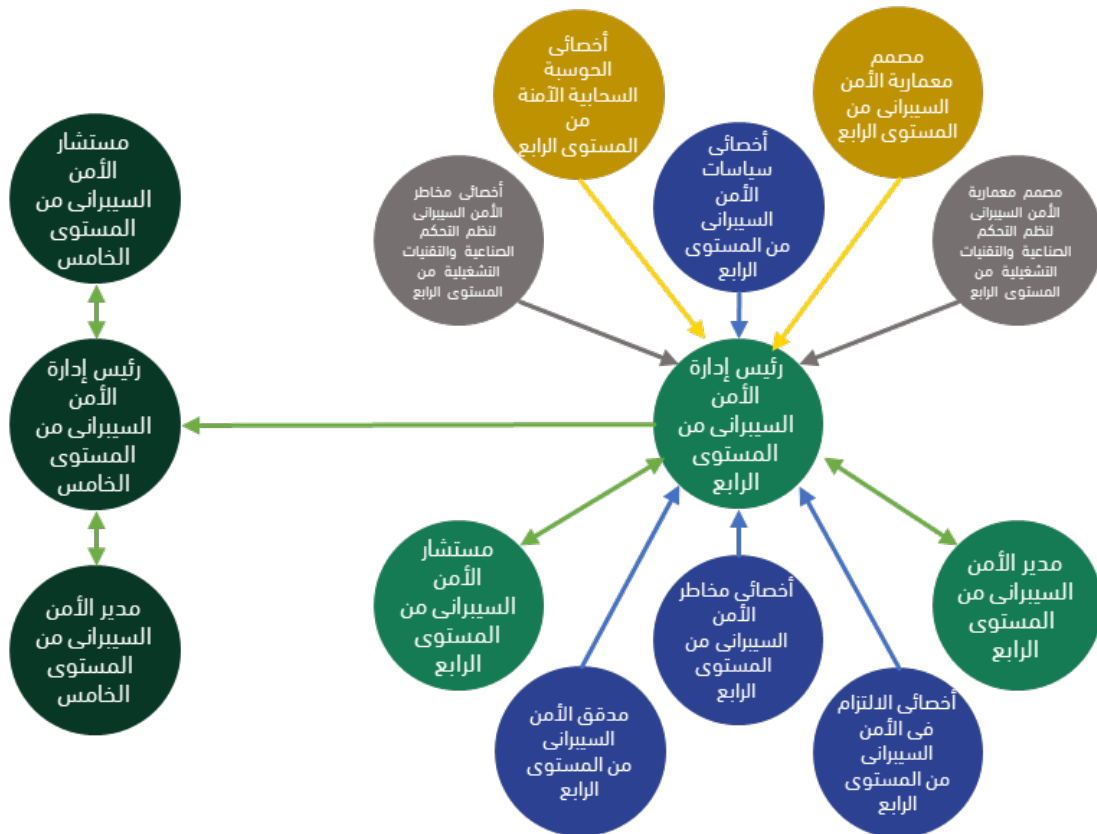 مصمم
معمارية الأمن
السيبرانى من
المستوى الرابع
أخصائى
الحوسبة
السحابية الآمنة
من
المستوى الرابع
مستشار
الأمن
السيبرانى من
المستوى
الخامس
أخصائى
سياسات
الأمن
السيبرانى
من المستوى
الرابع
مصمم معمارية
الأمن السيبرانى
لنظم التحكم
الصناعية والتقنيات
التشغيلية من
المستوى الرابع
أخصائى مخاطر
الأمن السيبرانى
لنظم التحكم
الصناعية والتقنيات
التشغيلية من
المستوى الرابع
رئيس إدارة
الأمن
السيبرانى من
المستوى
الرابع
رئيس إدارة
الأمن
السيبرانى من
المستوى
الخامس
مدير الأمن
السيبرانى من
المستوى
الرابع
أخصائى مخاطر
الأمن
السيبرانى من
المستوى
الرابع
مستشار
الأمن
السيبرانى من
المستوى
الرابع
مدير الأمن
السيبرانى من
المستوى
الخامس
أخصائى الالتزام
فى الأمن
السيبرانى
من المستوى
الرابع
مدقق الأمن
السيبرانى
من المستوى
الرابع